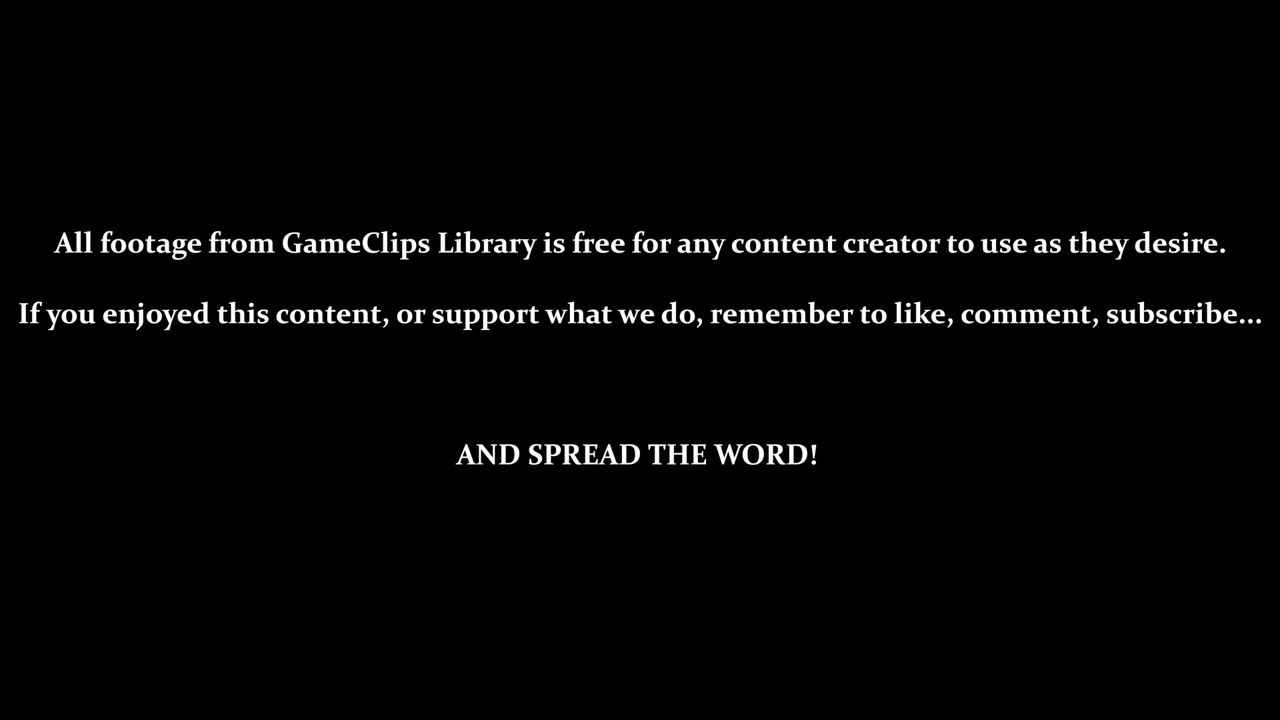 All footage from GameClips Library is free for any content creator to use as they desire.
If you enjoyed this content, or support what we do, remember to like, comment, subscribe...
AND SPREAD THE WORD!